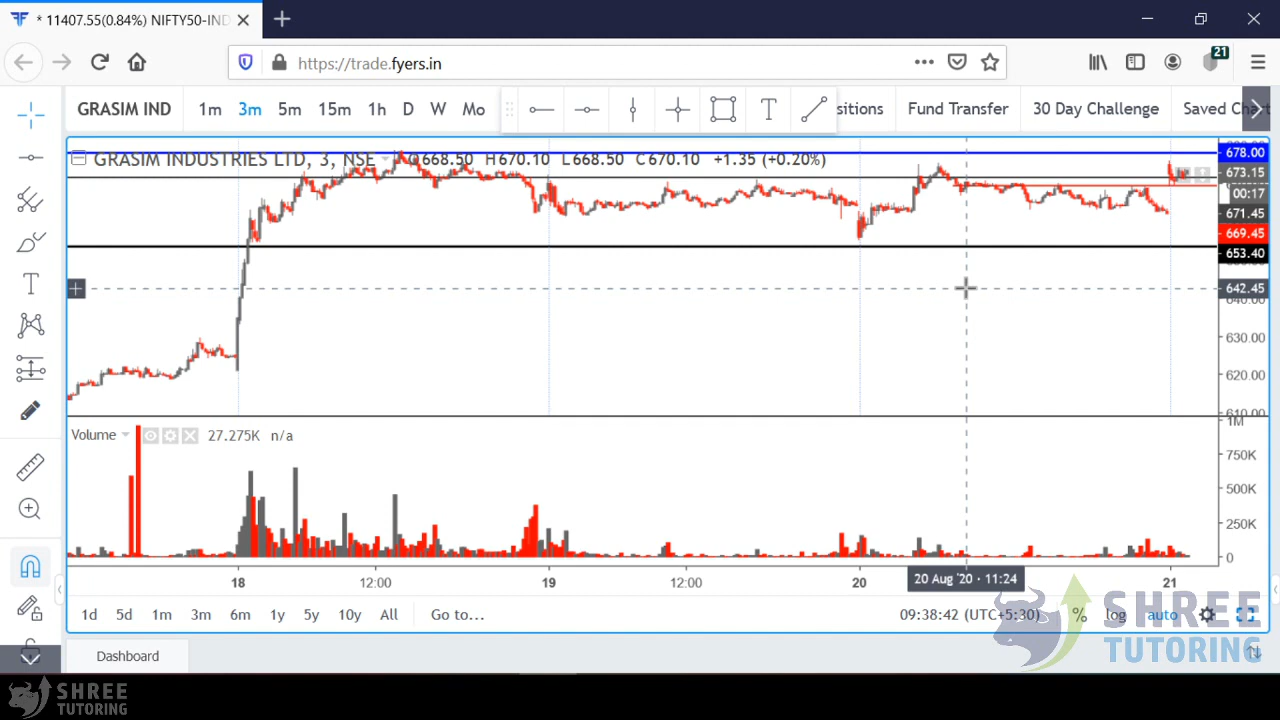 * 11407.55(0.84%) NIFTY50-IND
21
https://trade.fyers.in
GRASIM IND 1m 3m 5m 15m 1h D W Mo T sitions Fund Transfer 30 Day Challenge Saved Chart
GRASIM INDUSTRIES LTD, 3, NSE O668.50 H670.10 L668.50 C670.10 +1.35 (+0.20%)
678.00
673.15
00:17
671.45
669.45
653.40
642.45
640.00
630.00
620.00
610.00
Volume 27.275K n/a
1M
750K
500K
250K
0
18 12:00 19 12:00 20 20 Aug '20 · 11:24 21
1d 5d 1m 3m 6m 1y 5y 10y All Go to... 09:38:42 (UTC+5:30) % log auto
SHREE
TUTORING
Dashboard
SHREE
TUTORING